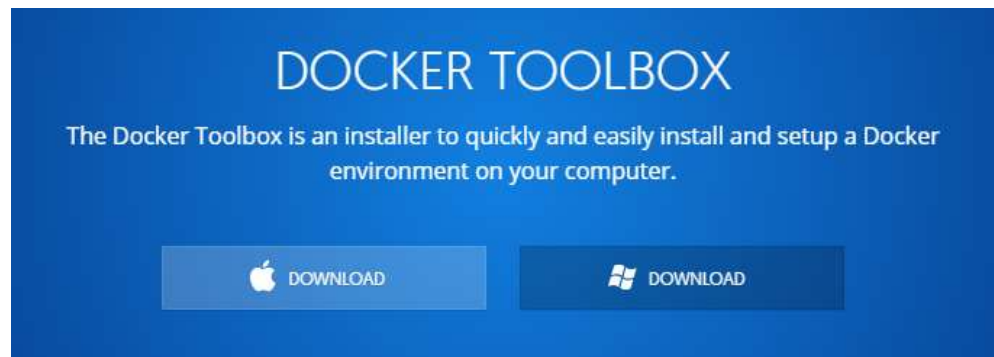 DOCKER TOOLBOX
The Docker Toolbox is an installer to quickly and easily install and setup a Docker
environment on your computer.
DOWNLOAD
DOWNLOAD